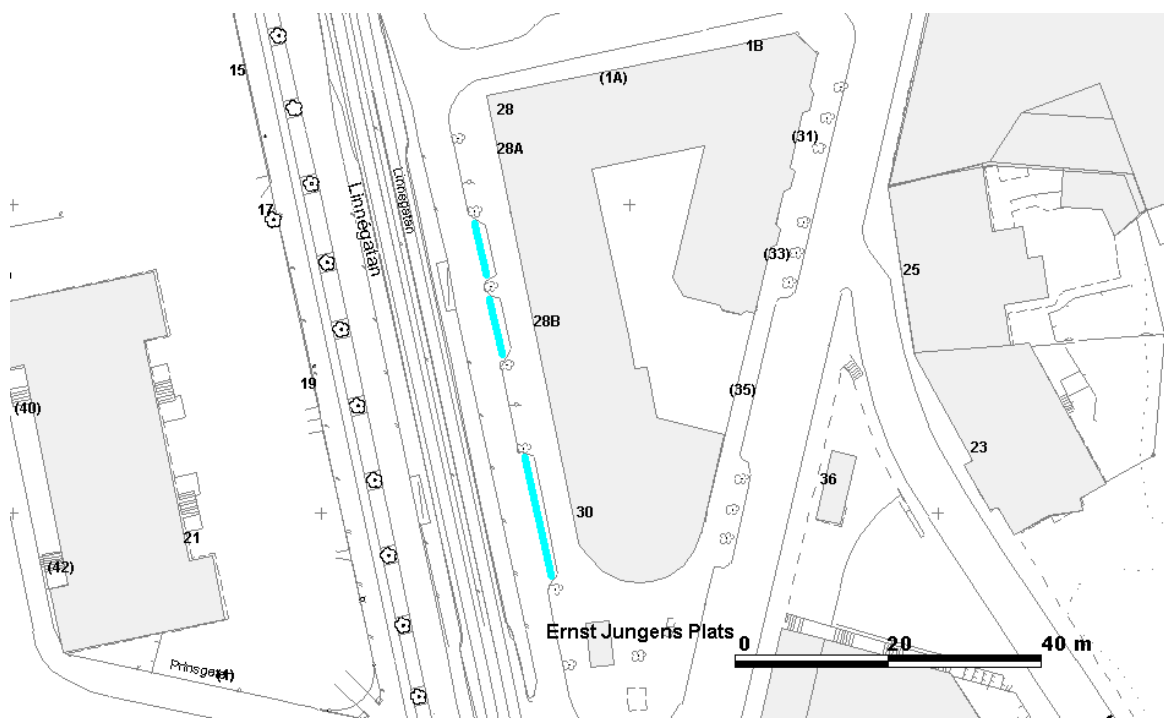 1B
(1A)
15
28
28A
(31)
Linnégatan
Linnégatan
17
(33)
25
28B
19
(35)
(40)
23
36
30
21
(42)
Ernst Jungens Plats
0 20 40 m
Prinsgatan